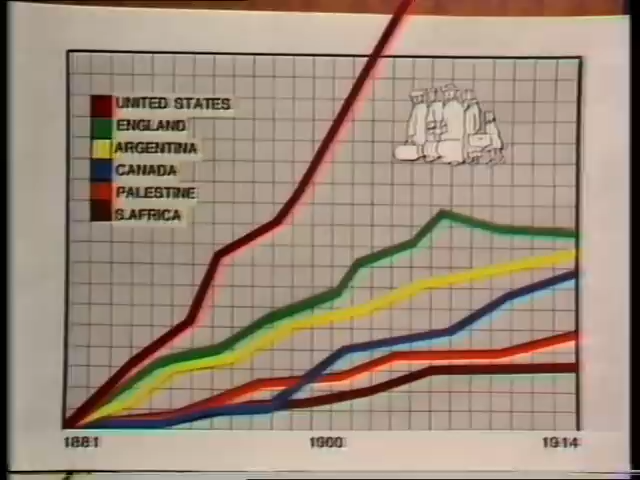 UNITED STATES
ENGLAND
ARGENTINA
CANADA
PALESTINE
S.AFRICA
1881 1900 1914